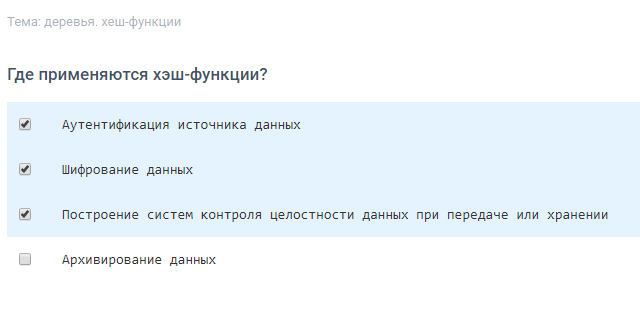 Тема: деревья. хеш-функции
Где применяются хэш-функции?
Аутентификация источника данных
Шифрование данных
Построение систем контроля целостности данных при передаче или хранении
Архивирование данных